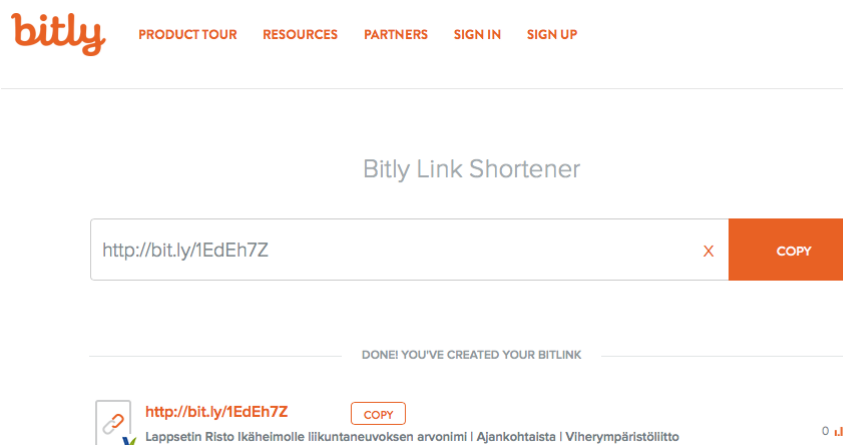 bitly PRODUCT TOUR RESOURCES PARTNERS SIGN IN SIGN UP
Bitly Link Shortener
http://bit.ly/1EdEh7Z X COPY
DONE! YOU'VE CREATED YOUR BITLINK
http://bit.ly/1EdEh7Z COPY
0
Lappsetin Risto Ikäheimolle liikuntaneuvoksen arvonimi | Ajankohtaista | Viherympäristöliitto